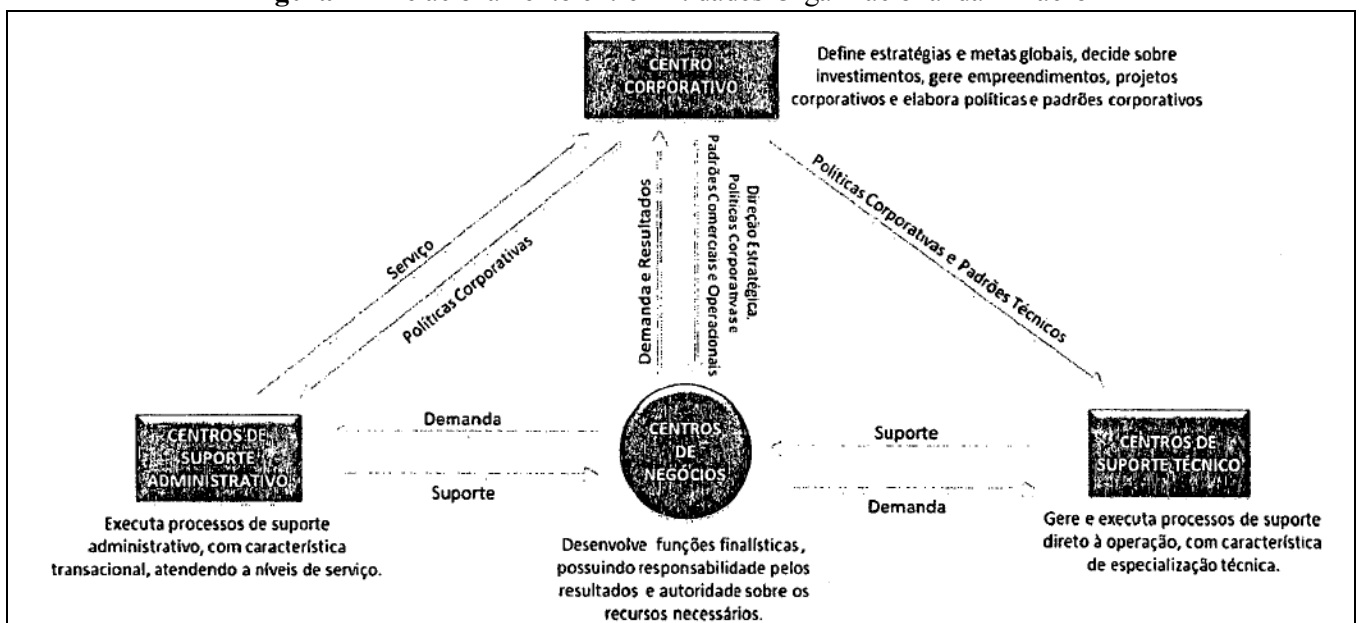 CENTRO
CORPORATIVO
Define estratégias e metas globais, decide sobre
investimentos, gere empreendimentos, projetos
corporativos e elabora políticas e padrões corporativos
Serviço
Políticas Corporativas
Demanda e Resultados
Direção Estratégica,
Políticas Corporativas e
Padrões Comerciais e Operacionais
Políticas Corporativas e Padrões Técnicos
CENTROS DE
SUPORTE
ADMINISTRATIVO
Demanda
Suporte
CENTROS
DE
NEGÓCIOS
Suporte
Demanda
CENTROS DE
SUPORTE TÉCNICO
Executa processos de suporte
administrativo, com característica
transacional, atendendo a níveis de serviço.
Desenvolve funções finalísticas,
possuindo responsabilidade pelos
resultados e autoridade sobre os
recursos necessários.
Gere e executa processos de suporte
direto à operação, com característica
de especialização técnica.